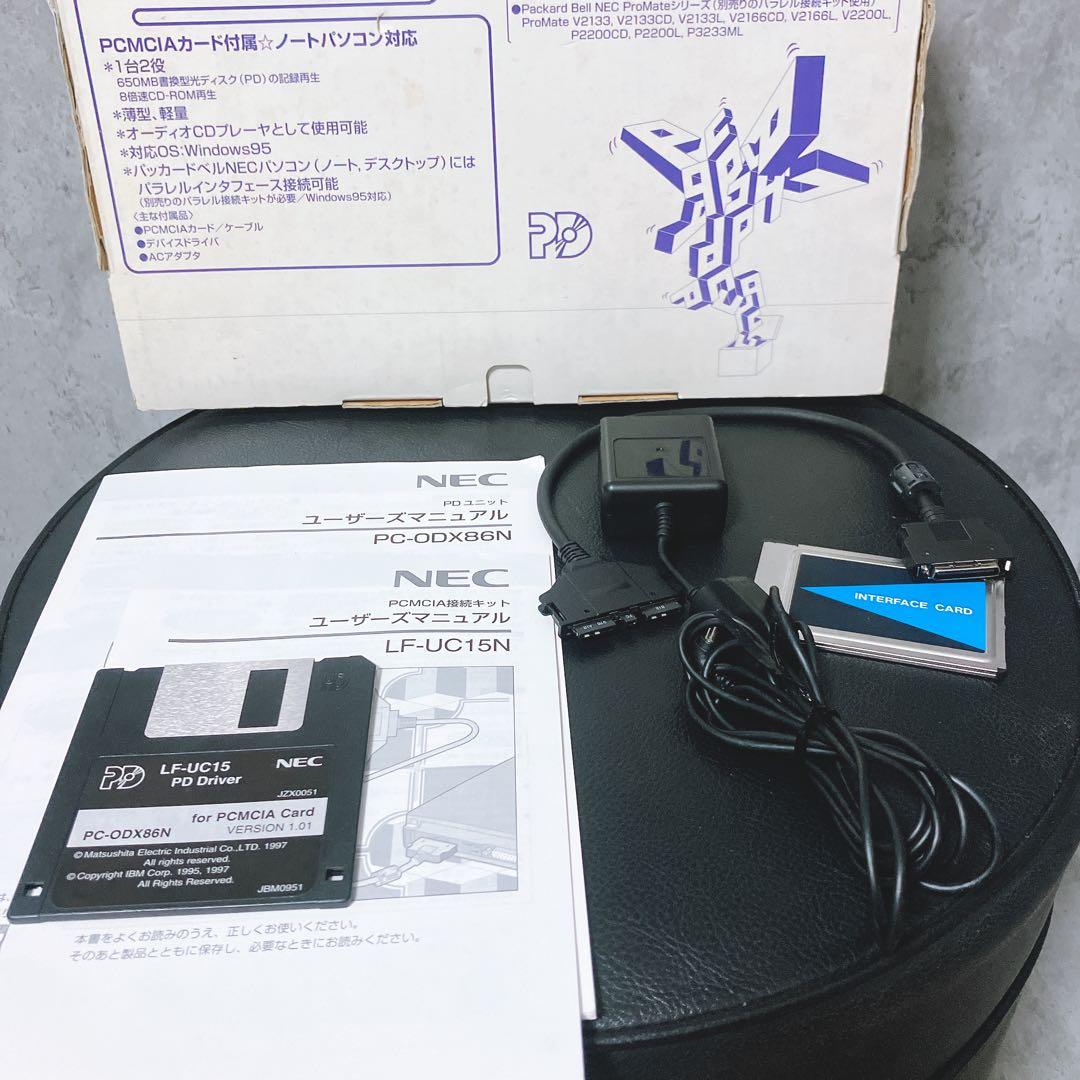 ●Packard Bell NEC ProMateシリーズ(別売りのパラレル接続キット使用)
ProMate V2133, V2133CD, V2133L, V2166CD, V2166L, V2200L,
P2200CD, P2200L, P3233ML
PCMCIAカード付属☆ノートパソコン対応
*1台2役
650MB書換型光ディスク(PD)の記録再生
8倍速CD-ROM再生
*薄型、軽量
*オーディオCDプレーヤとして使用可能
*対応OS:Windows95
*パッカードベルNECパソコン(ノート,デスクトップ)には
パラレルインタフェース接続可能
(別売りのパラレル接続キットが必要/Windows95対応)
〈主な付属品〉
●PCMCIAカード/ケーブル
●デバイスドライバ
●ACアダプタ
PD
NEC
PDユニット
ユーザーズマニュアル
PC-ODX86N
NEC
PCMCIA接続キット
ユーザーズマニュアル
LF-UC15N
INTERFACE CARD
PD
LF-UC15
PD Driver
NEC
JZX0051
for PCMCIA Card
PC-ODX86N
VERSION 1.01
©Matsushita Electric Industrial Co.,LTD. 1997
All rights reserved.
©Copyright IBM Corp. 1995, 1997
All Rights Reserved.
JBM0951
本書をよくお読みのうえ、正しくお使いください。
そのあと製品とともに保存し、必要なときにお読みください。